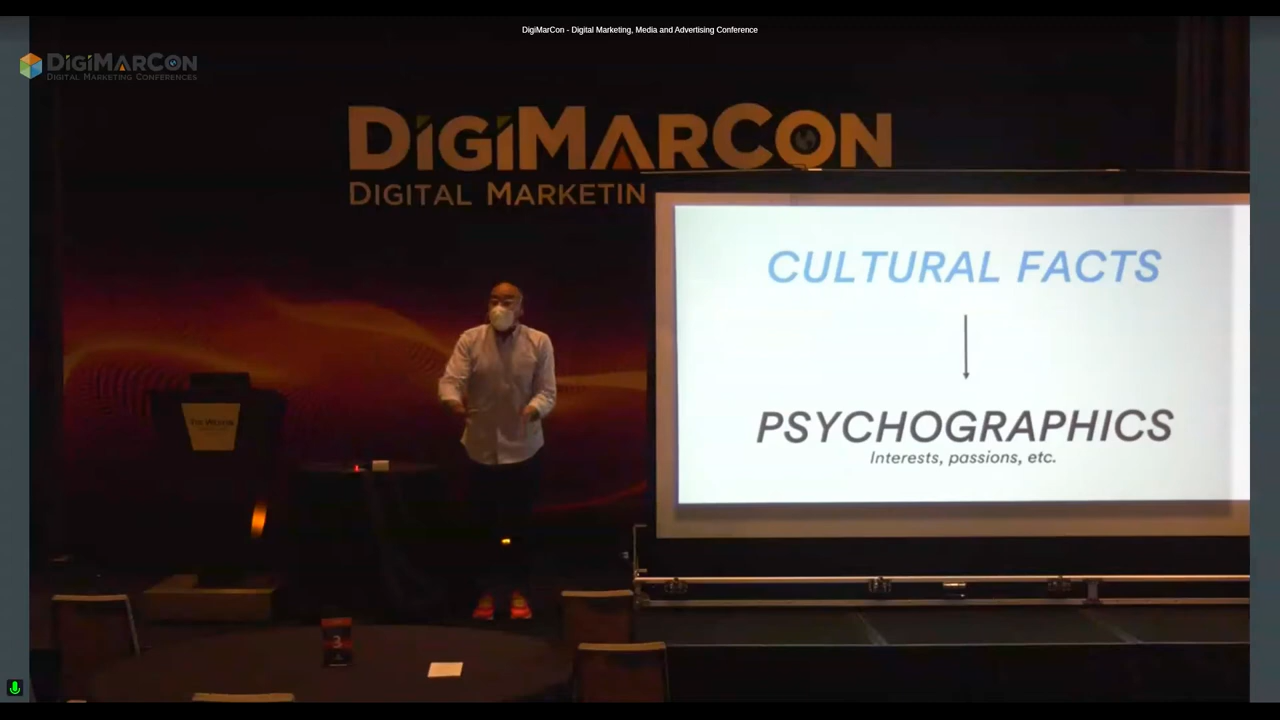 DigiMarCon - Digital Marketing, Media and Advertising Conference
DIGIMARCON
DIGITAL MARKETING CONFERENCES
DIGIMARCON
DIGITAL MARKETIN
CULTURAL FACTS
PSYCHOGRAPHICS
Interests, passions, etc.
3